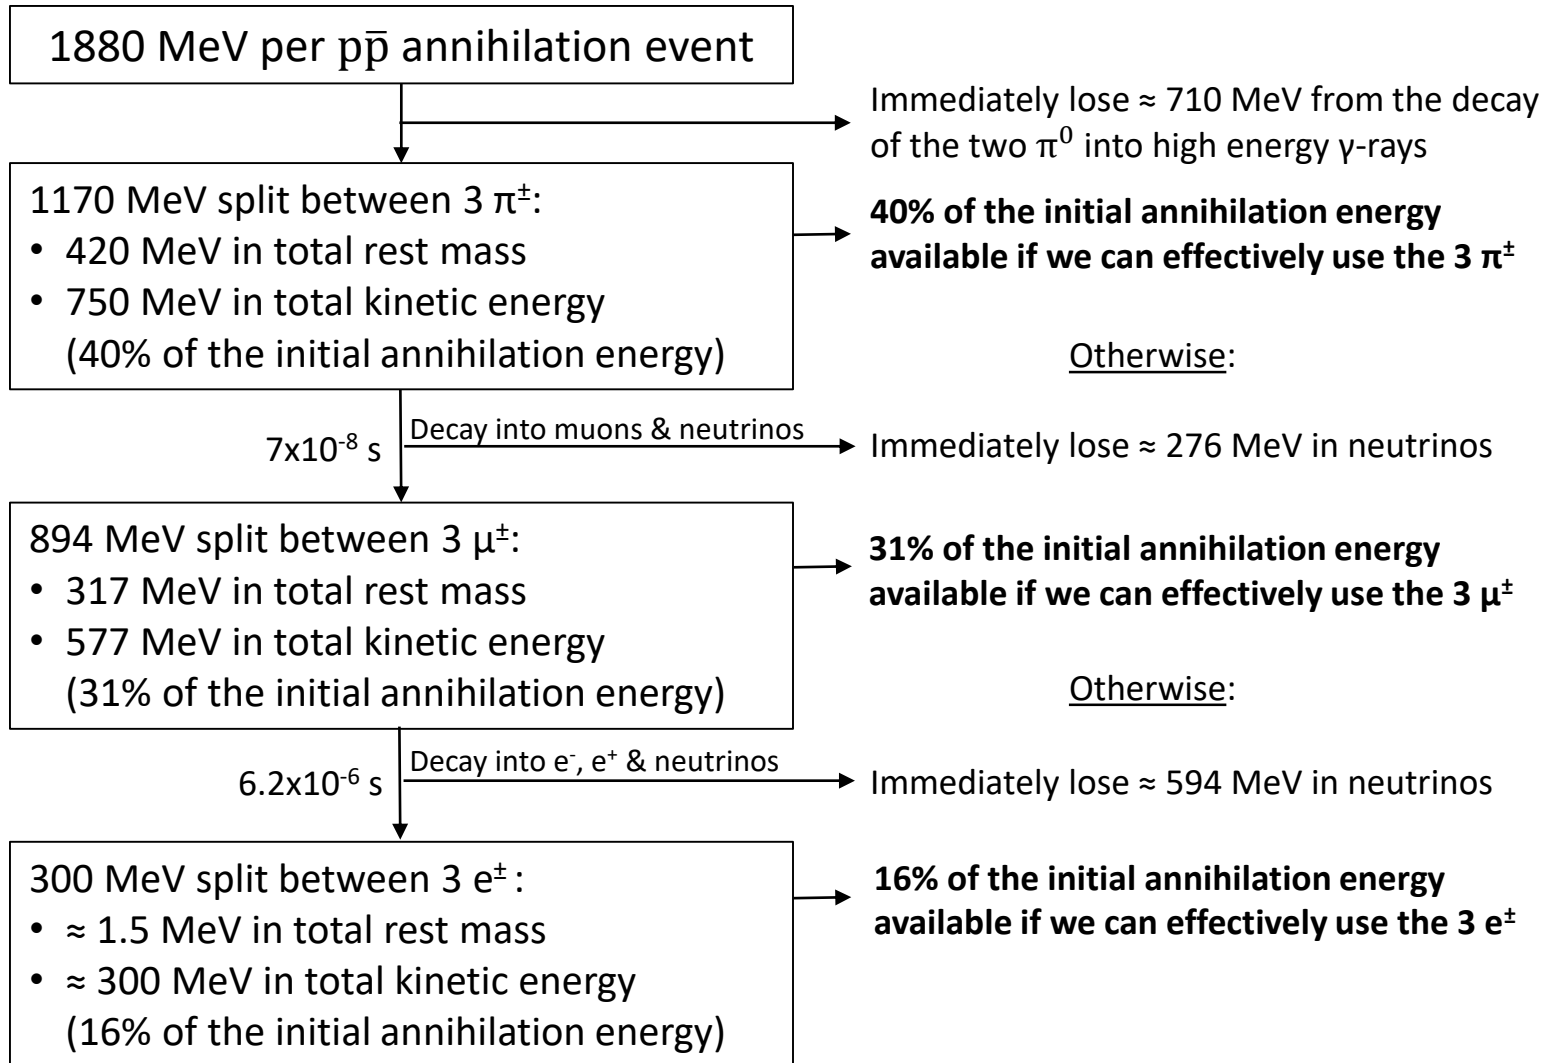 1880 MeV per pp̄ annihilation event
Immediately lose ≈ 710 MeV from the decay
of the two π⁰ into high energy γ-rays
1170 MeV split between 3 π±:
• 420 MeV in total rest mass
• 750 MeV in total kinetic energy
(40% of the initial annihilation energy)
40% of the initial annihilation energy
available if we can effectively use the 3 π±
Otherwise:
7x10⁻⁸ s
Decay into muons & neutrinos
Immediately lose ≈ 276 MeV in neutrinos
894 MeV split between 3 μ±:
• 317 MeV in total rest mass
• 577 MeV in total kinetic energy
(31% of the initial annihilation energy)
31% of the initial annihilation energy
available if we can effectively use the 3 μ±
Otherwise:
6.2x10⁻⁶ s
Decay into e⁻, e⁺ & neutrinos
Immediately lose ≈ 594 MeV in neutrinos
300 MeV split between 3 e± :
• ≈ 1.5 MeV in total rest mass
• ≈ 300 MeV in total kinetic energy
(16% of the initial annihilation energy)
16% of the initial annihilation energy
available if we can effectively use the 3 e±